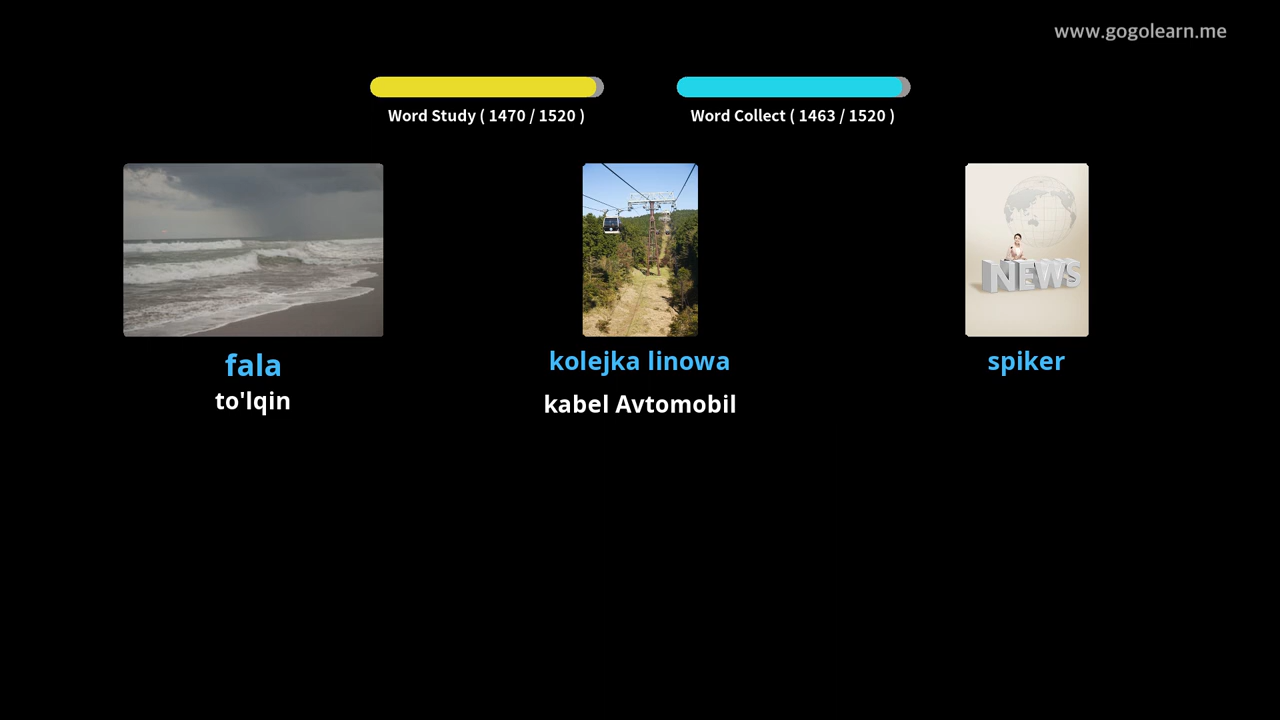 www.gogolearn.me
Word Study ( 1470 / 1520 )
Word Collect ( 1463 / 1520 )
NEWS
fala
kolejka linowa
spiker
to'lqin
kabel Avtomobil